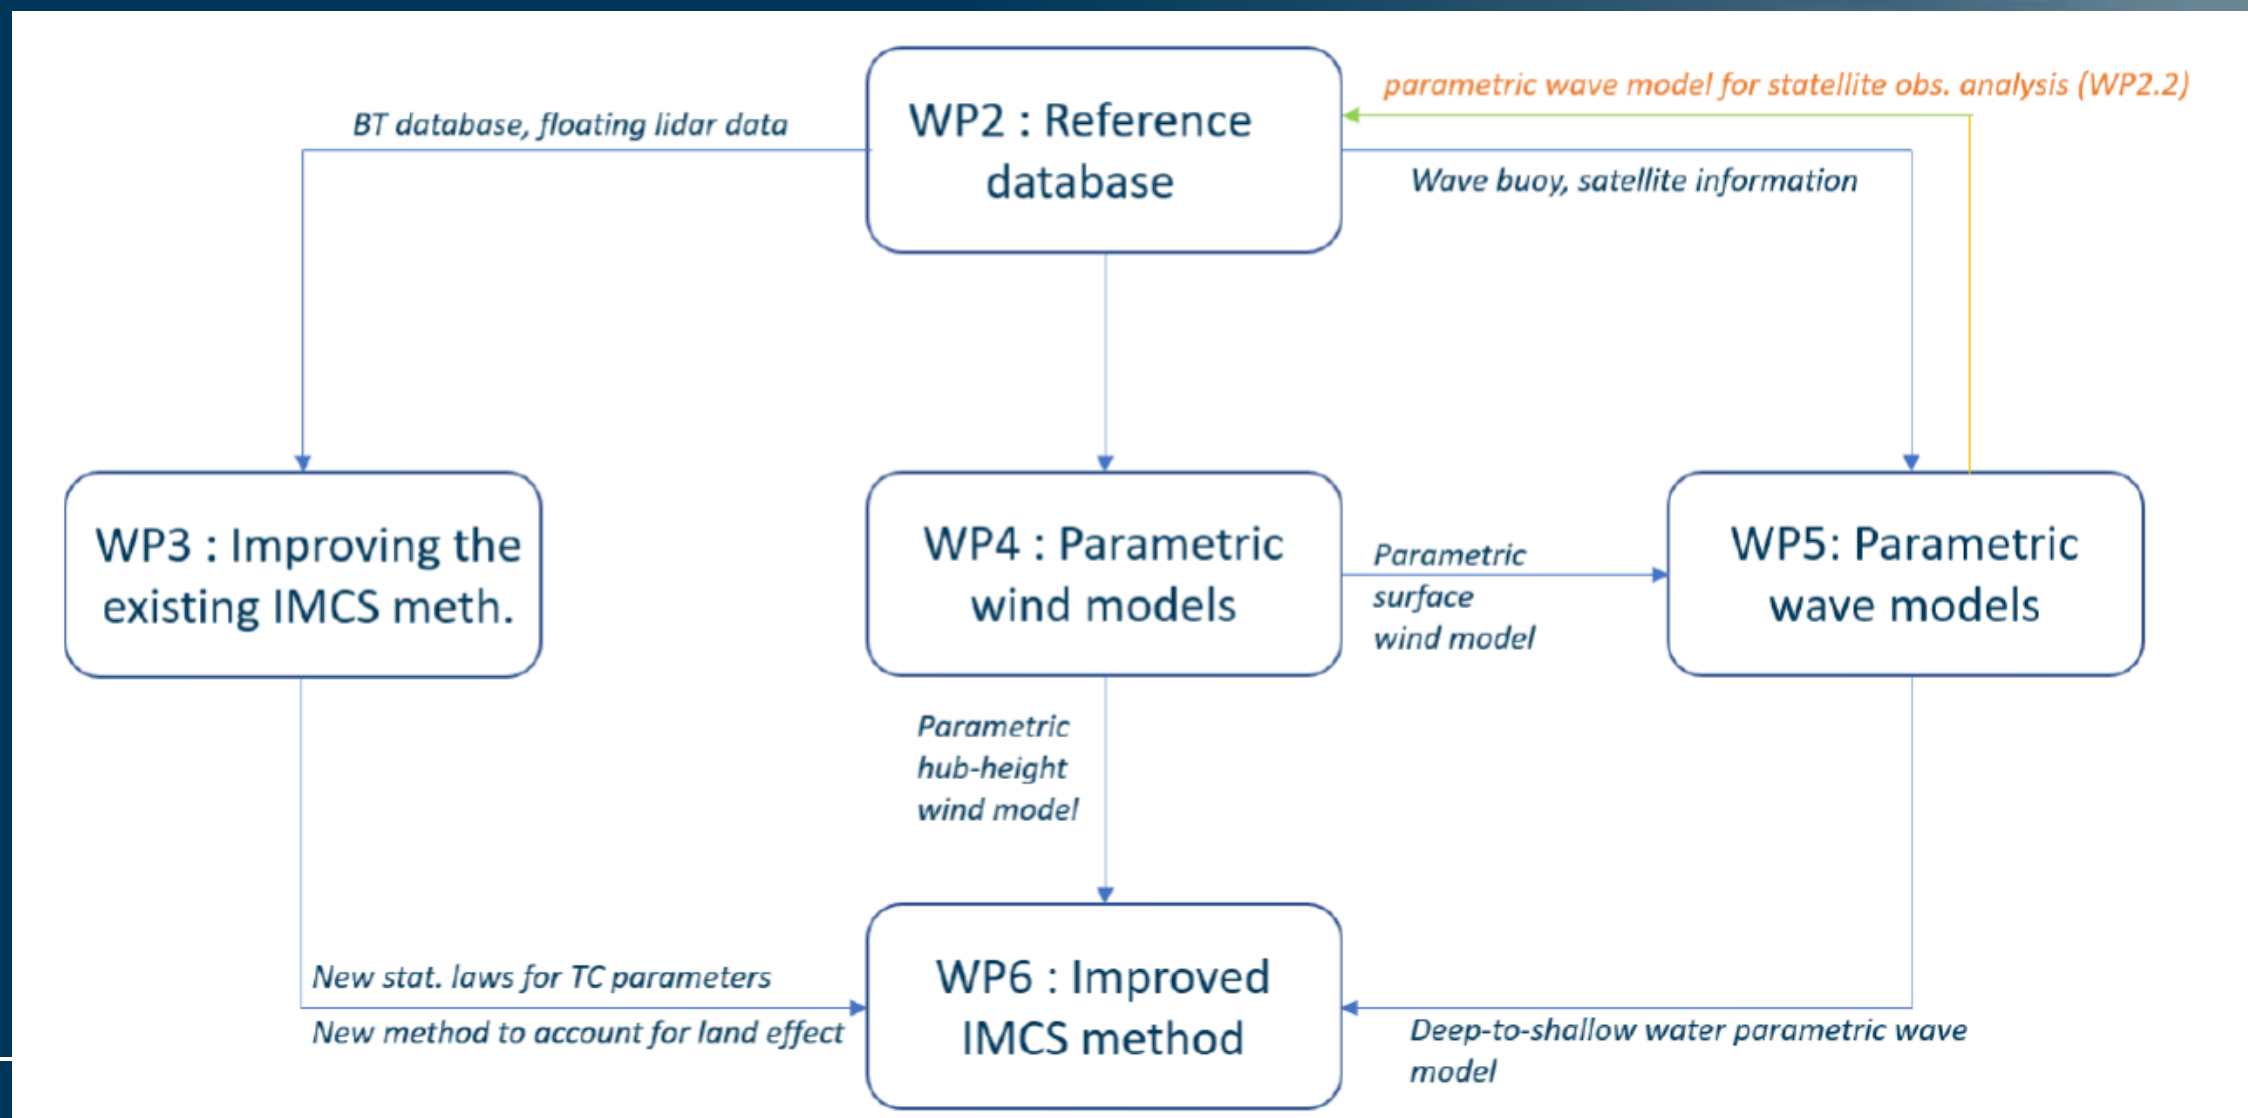 parametric wave model for statellite obs. analysis (WP2.2)
BT database, floating lidar data
WP2 : Reference
database
Wave buoy, satellite information
WP3 : Improving the
existing IMCS meth.
WP4 : Parametric
wind models
Parametric
surface
wind model
WP5: Parametric
wave models
Parametric
hub-height
wind model
New stat. laws for TC parameters
New method to account for land effect
WP6 : Improved
IMCS method
Deep-to-shallow water parametric wave
model